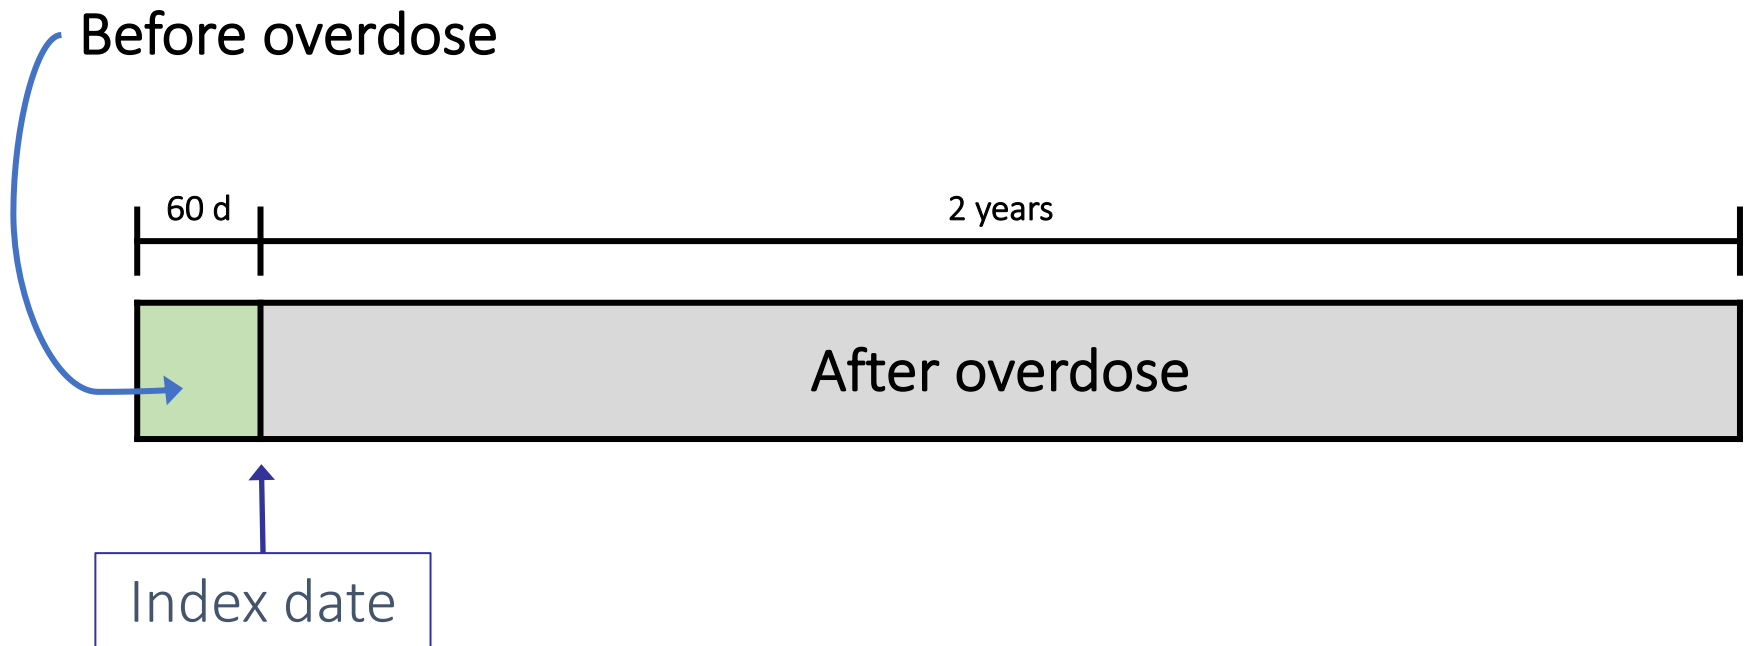 Before overdose
60 d
2 years
After overdose
Index date